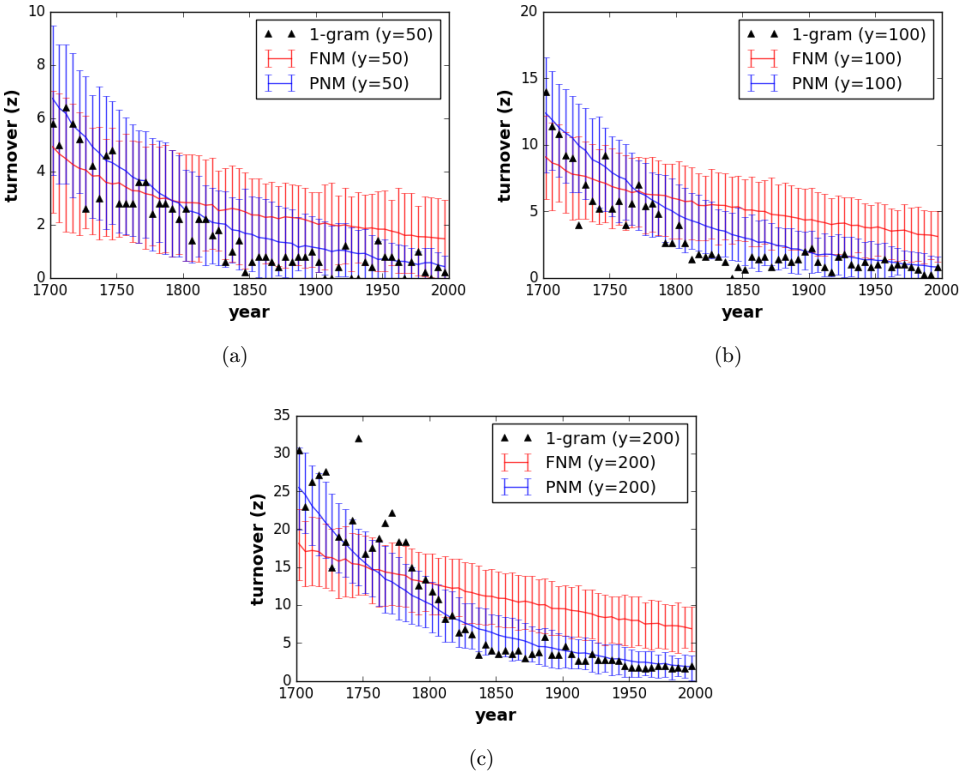 10
8
6
4
2
0
turnover (z)
1-gram (y=50)
FNM (y=50)
PNM (y=50)
1700 1750 1800 1850 1900 1950 2000
year
(a)
20
15
10
5
0
turnover (z)
1-gram (y=100)
FNM (y=100)
PNM (y=100)
1700 1750 1800 1850 1900 1950 2000
year
(b)
35
30
25
20
15
10
5
0
turnover (z)
1-gram (y=200)
FNM (y=200)
PNM (y=200)
1700 1750 1800 1850 1900 1950 2000
year
(c)